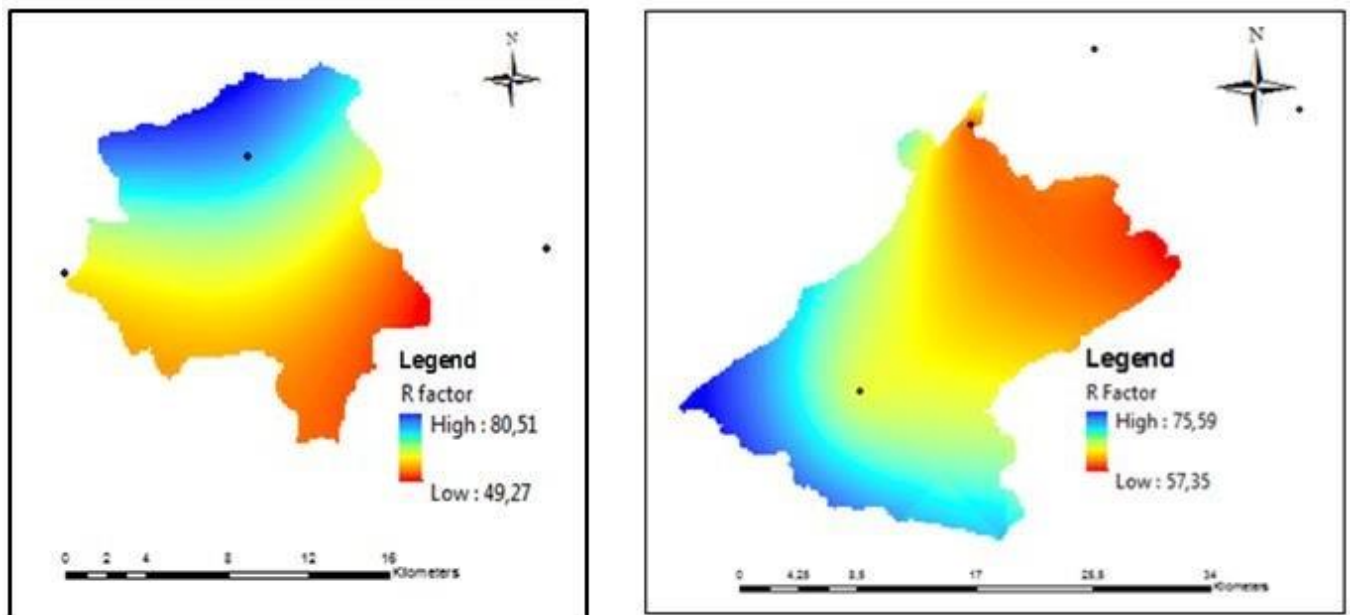 N
Legend
R factor
High : 80,51
Low : 49,27
0 2 4 8 12 16
Kilometers
N
Legend
R Factor
High : 75,59
Low : 57,35
0 4,25 8,5 17 25,5 34
Kilometers